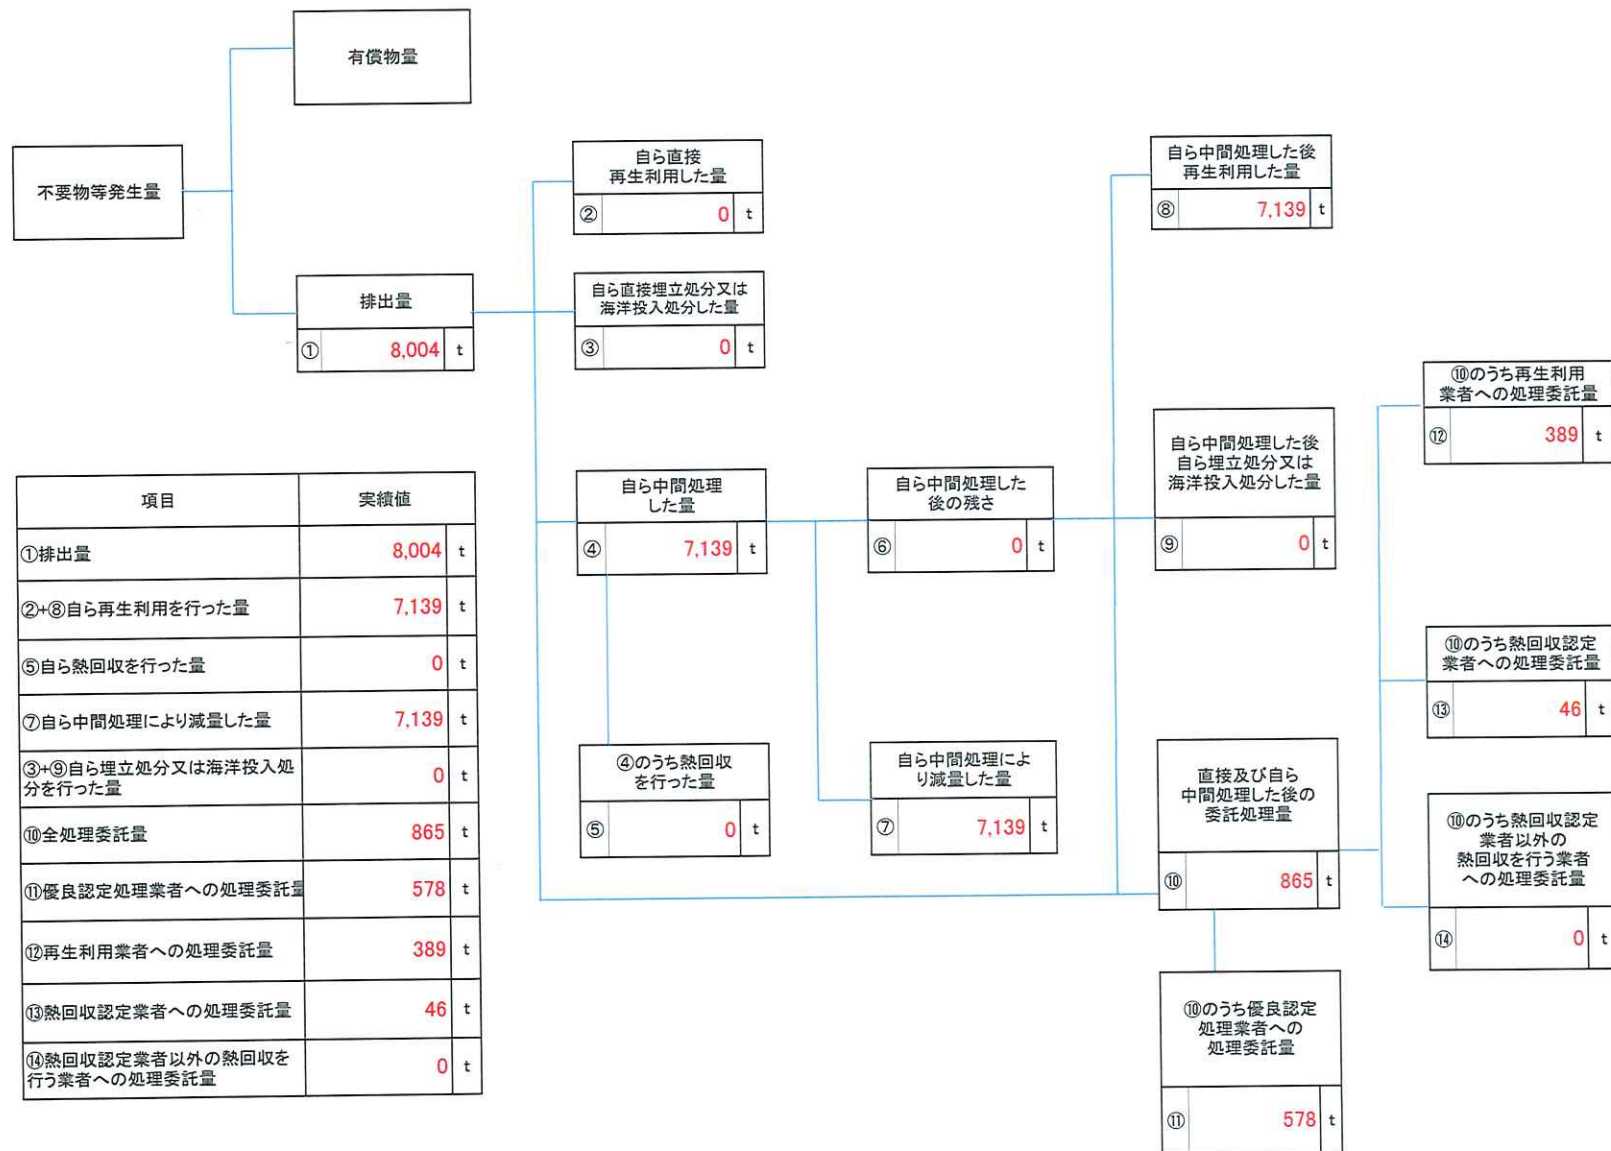 有償物量
不要物等発生量
排出量
① 8,004 t
自ら直接
再生利用した量
② 0 t
自ら直接埋立処分又は
海洋投入処分した量
③ 0 t
自ら中間処理
した量
④ 7,139 t
④のうち熱回収
を行った量
⑤ 0 t
自ら中間処理した
後の残さ
⑥ 0 t
自ら中間処理によ
り減量した量
⑦ 7,139 t
自ら中間処理した後
再生利用した量
⑧ 7,139 t
自ら中間処理した後
自ら埋立処分又は
海洋投入処分した量
⑨ 0 t
直接及び自ら
中間処理した後の
委託処理量
⑩ 865 t
⑩のうち優良認定
処理業者への
処理委託量
⑪ 578 t
⑩のうち再生利用
業者への処理委託量
⑫ 389 t
⑩のうち熱回収認定
業者への処理委託量
⑬ 46 t
⑩のうち熱回収認定
業者以外の
熱回収を行う業者
への処理委託量
⑭ 0 t
項目 実績値
①排出量 8,004 t
②+⑧自ら再生利用を行った量 7,139 t
⑤自ら熱回収を行った量 0 t
⑦自ら中間処理により減量した量 7,139 t
③+⑨自ら埋立処分又は海洋投入処
分を行った量 0 t
⑩全処理委託量 865 t
⑪優良認定処理業者への処理委託量 578 t
⑫再生利用業者への処理委託量 389 t
⑬熱回収認定業者への処理委託量 46 t
⑭熱回収認定業者以外の熱回収を
行う業者への処理委託量 0 t